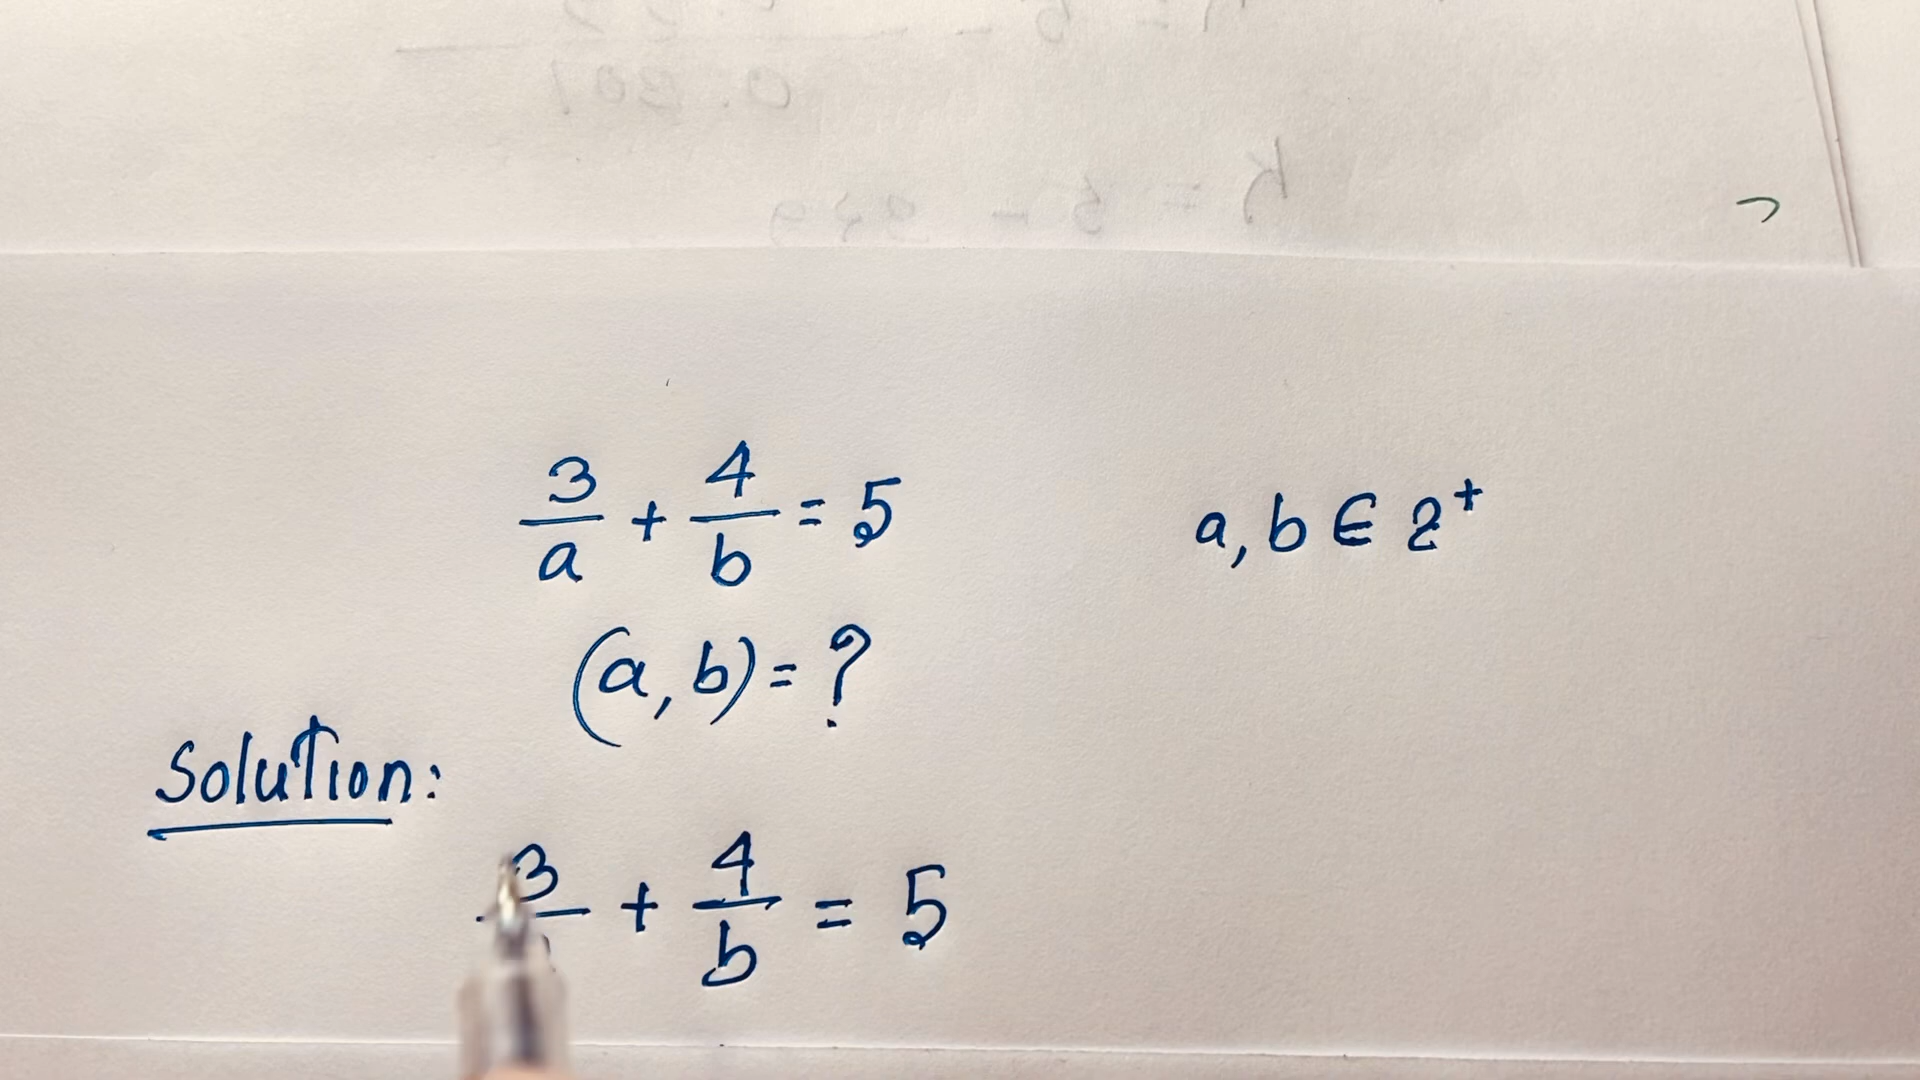 3/a + 4/b = 5
a, b ∈ Z⁺
(a, b) = ?
Solution:
3/ + 4/b = 5